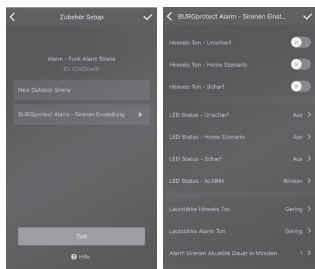 Zubehör Setup
Alarm - Funk Alarm Sirene
New Outdoor Sirene
BURGprotect Alarm - Sirenen Einstellung
Test
Hilfe
BURGprotect Alarm - Sirenen Einst...
Hinweis Ton - Unscharf
Hinweis Ton - Home Szenario
Hinweis Ton - Scharf
LED Status - Unscharf Aus
LED Status - Home Szenario Aus
LED Status - Scharf Aus
LED Status - ALARM Blinken
Lautstärke Hinweis Ton Gering
Lautstärke Alarm Ton Gering
Alarm Sirenen Akustikk Dauer in Minuten 1